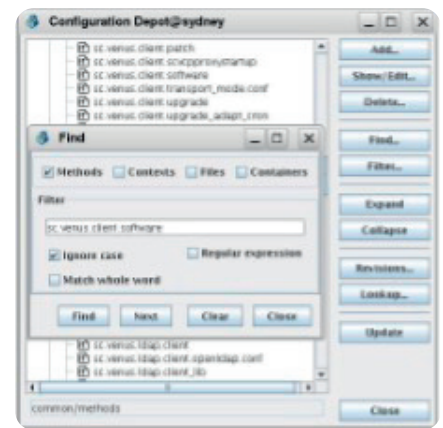 Configuration Depot@sydney
sc.venus.client.patch
sc.venus.client.scvcpproxystartup
sc.venus.client.software
sc.venus.client.transport_mode.conf
sc.venus.client.upgrade
sc.venus.client.upgrade_adapt_cron
Find
Methods Contexts Files Containers
Filter
sc.venus.client.software
Ignore case Regular expression
Match whole word
Find Next Clear Close
sc.venus.ldap.client
sc.venus.ldap.client.openldap.conf
sc.venus.ldap.client_lib
common/methods
Add...
Show/Edit...
Delete...
Find...
Filter...
Expand
Collapse
Revisions...
Lookup...
Update
Close